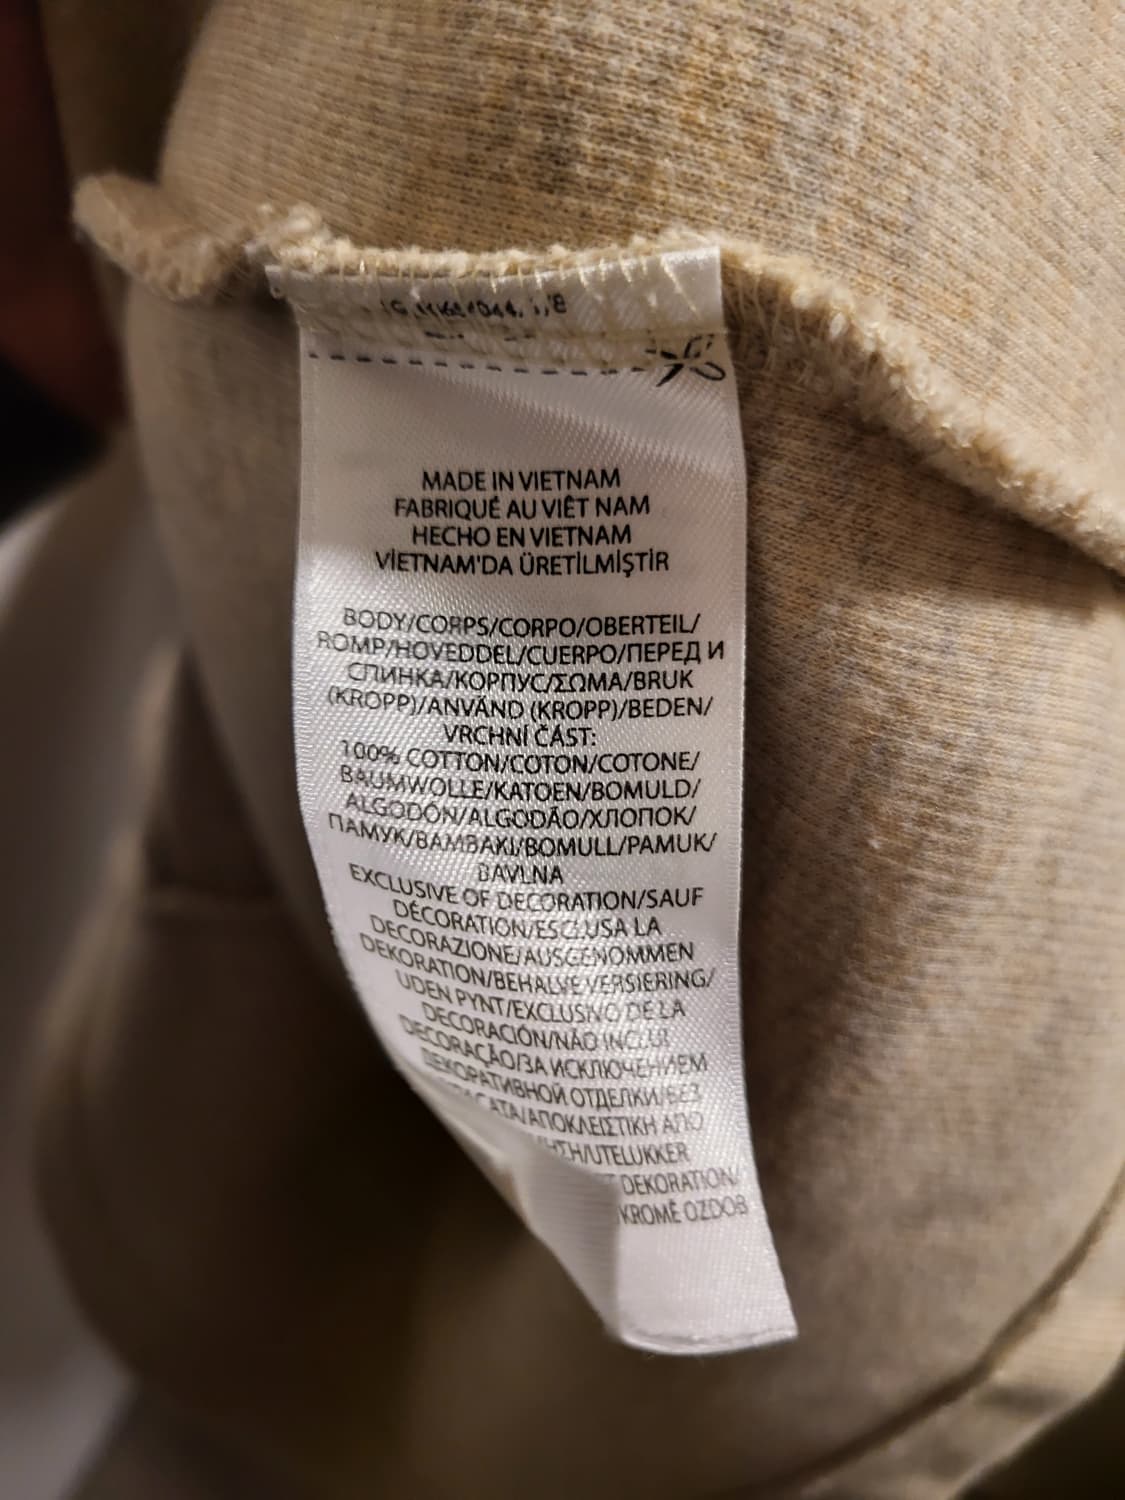 MADE IN VIETNAM
FABRIQUÉ AU VIÊT NAM
HECHO EN VIETNAM
VİETNAM'DA ÜRETİLMİŞTİR
BODY/CORPS/CORPO/OBERTEIL/
ROMP/HOVEDDEL/CUERPO/ПЕРЕД И
СПИНКА/КОРПУС/ΣΩΜΑ/BRUK
(KROPP)/ANVÄND (KROPP)/BEDEN/
VRCHNÍ ČÁST:
100% COTTON/COTON/COTONE/
BAUMWOLLE/KATOEN/BOMULD/
ALGODÓN/ALGODÃO/ХЛОПОК/
ПАМУК/ΒΑΜΒΑΚΙ/BOMULL/PAMUK/
BAVLNA
EXCLUSIVE OF DECORATION/SAUF
DÉCORATION/ESCLUSA LA
DECORAZIONE/AUSGENOMMEN
DEKORATION/BEHALVE VERSIERING/
UDEN PYNT/EXCLUSIVO DE LA
DECORACIÓN/NÃO INCLUI
DECORAÇÃO/ЗА ИСКЛЮЧЕНИЕМ
ДЕКОРАТИВНОЙ ОТДЕЛКИ/БЕЗ
ΑΠΟΚΛΕΙΣΤΙΚΗ ΑΠΟ
UTELUKKER
DEKORATION/
KROMĚ OZDOB